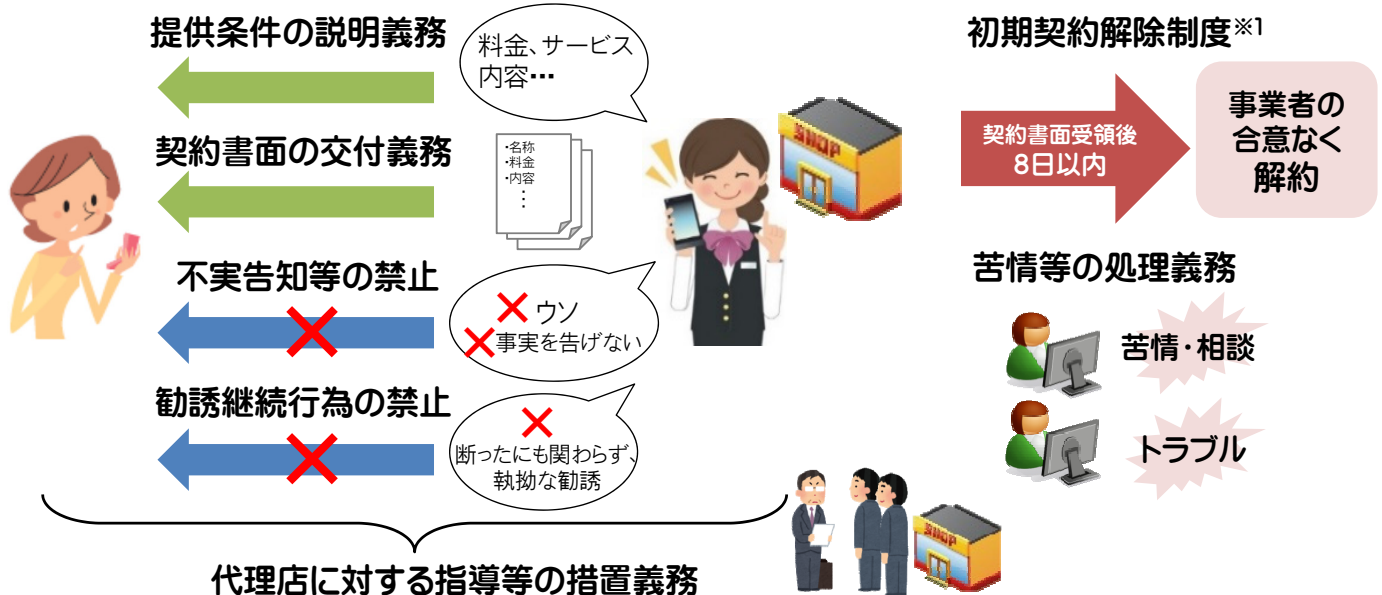 提供条件の説明義務
料金、サービス
内容…
契約書面の交付義務
・名称
・料金
・内容
⋮
不実告知等の禁止
ウソ
事実を告げない
勧誘継続行為の禁止
断ったにも関わらず、
執拗な勧誘
代理店に対する指導等の措置義務
SHOP
初期契約解除制度※1
契約書面受領後
8日以内
事業者の
合意なく
解約
苦情等の処理義務
苦情・相談
トラブル
SHOP